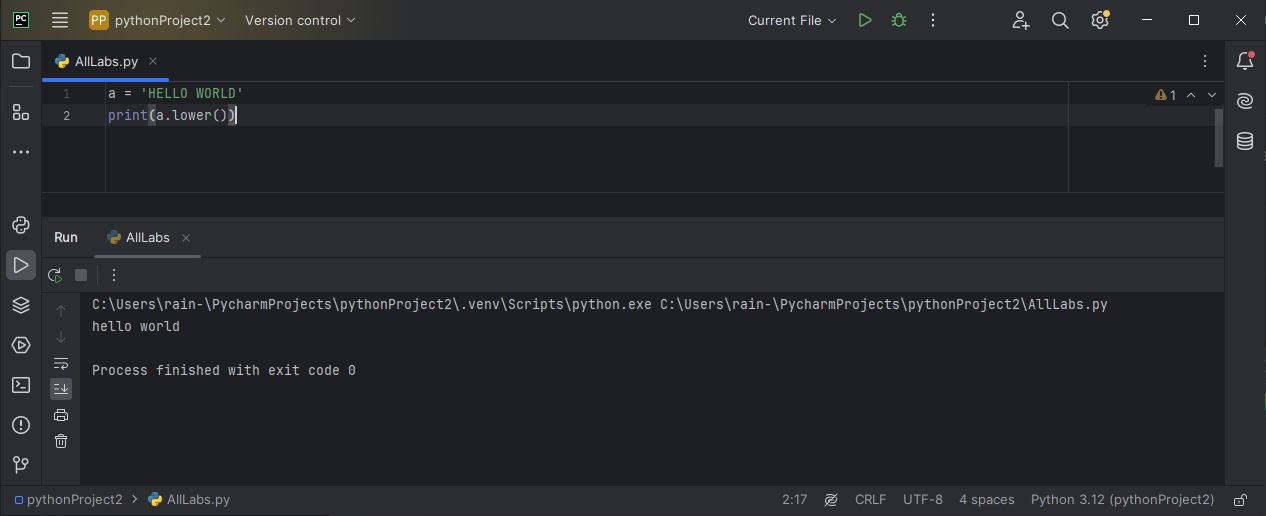 PC PP pythonProject2 Version control Current File
AllLabs.py
1 a = 'HELLO WORLD' 1
2 print(a.lower())
Run AllLabs
C:\Users\rain-\PycharmProjects\pythonProject2\.venv\Scripts\python.exe C:\Users\rain-\PycharmProjects\pythonProject2\AllLabs.py
hello world
Process finished with exit code 0
pythonProject2 > AllLabs.py 2:17 CRLF UTF-8 4 spaces Python 3.12 (pythonProject2)